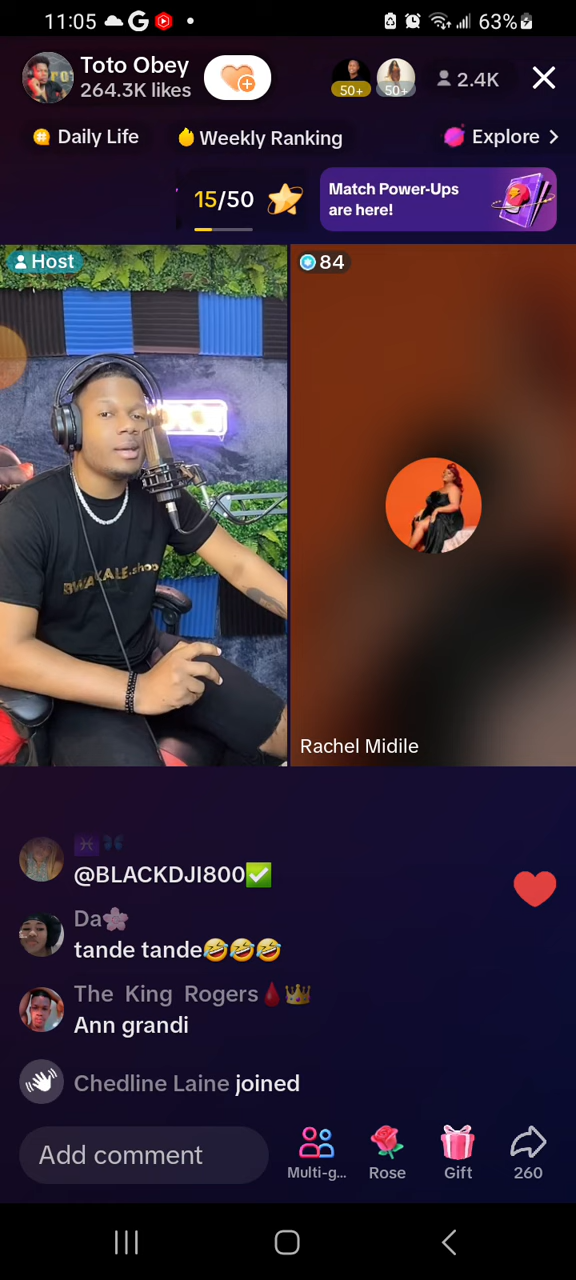 11:05
63%
Toto Obey
264.3K likes
50+
50+
2.4K
Daily Life
Weekly Ranking
Explore
15/50
Match Power-Ups
are here!
Host
84
BWAKALE.shop
Rachel Midile
@BLACKDJI800✅
Da🌸
tande tande🤣🤣🤣
The King Rogers🩸👑
Ann grandi
Chedline Laine joined
Add comment
Multi-g...
Rose
Gift
260